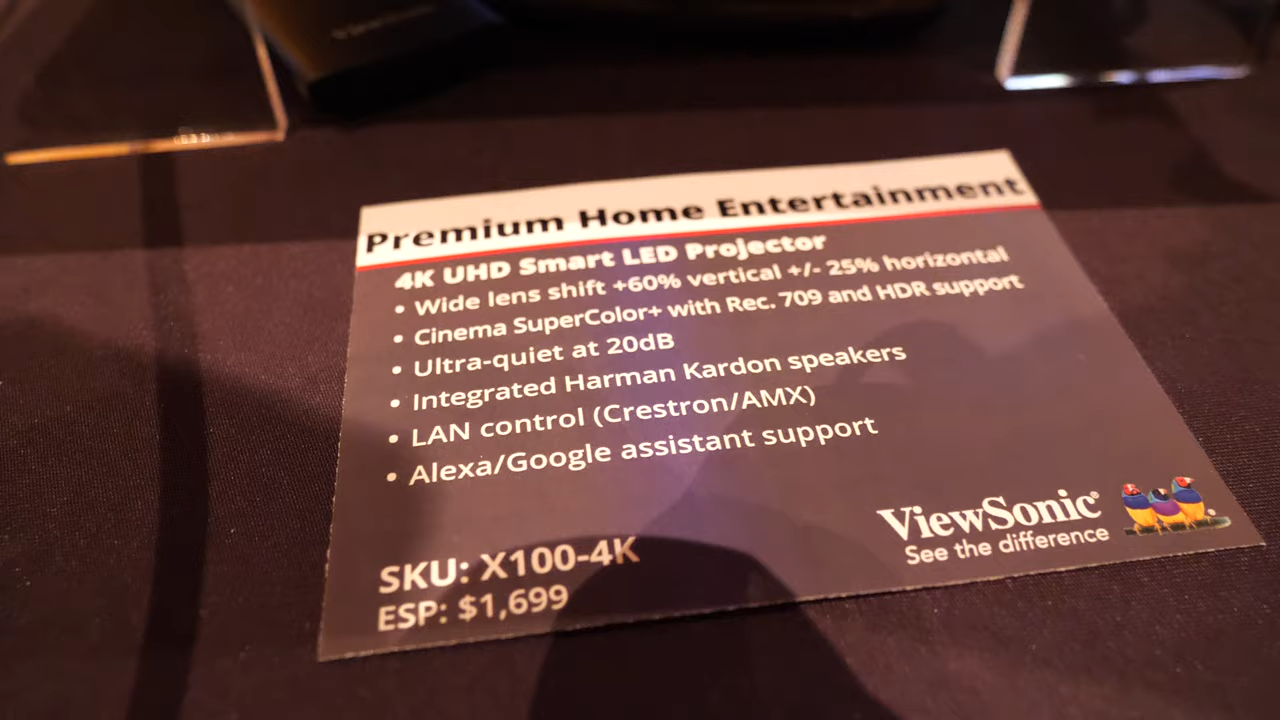 Premium Home Entertainment
4K UHD Smart LED Projector
• Wide lens shift +60% vertical +/- 25% horizontal
• Cinema SuperColor+ with Rec. 709 and HDR support
• Ultra-quiet at 20dB
• Integrated Harman Kardon speakers
• LAN control (Crestron/AMX)
• Alexa/Google assistant support
ViewSonic®
See the difference
SKU: X100-4K
ESP: $1,699